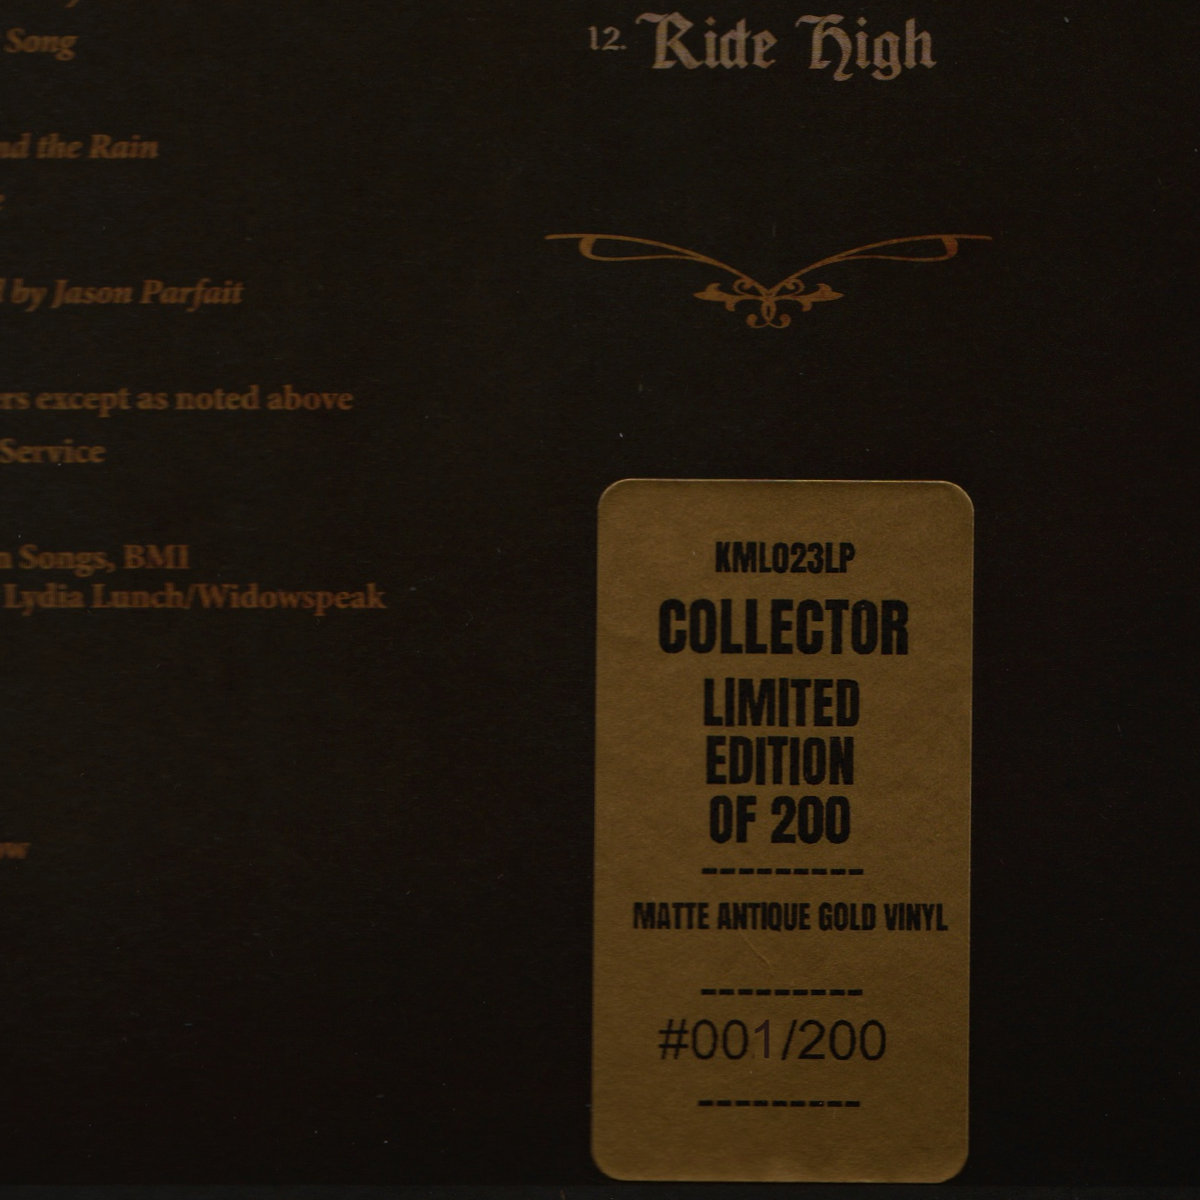 Song
nd the Rain
l by Jason Parfait
rs except as noted above
Service
n Songs, BMI
Lydia Lunch/Widowspeak
ow
12. Ride High
KML023LP
COLLECTOR
LIMITED
EDITION
OF 200
---------
MATTE ANTIQUE GOLD VINYL
---------
#001/200
---------